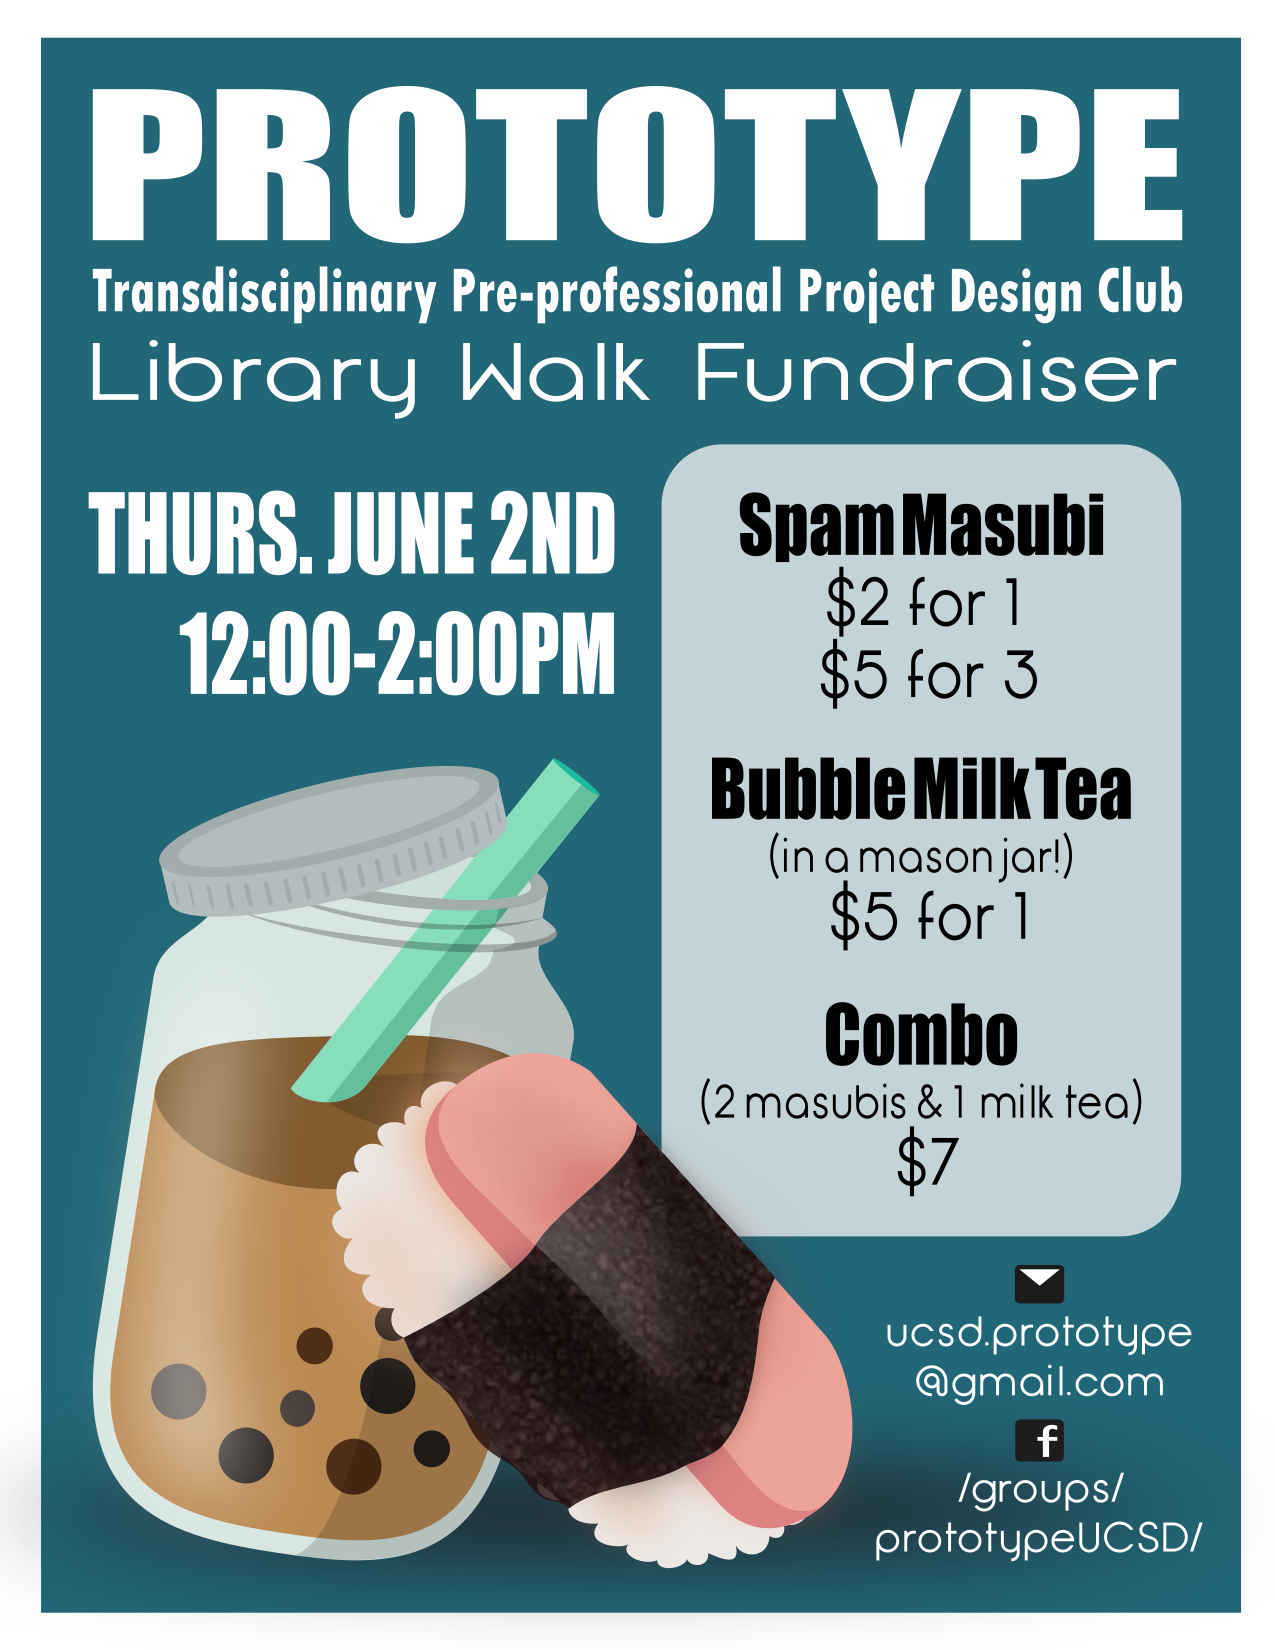 PROTOTYPE
Transdisciplinary Pre-professional Project Design Club
Library Walk Fundraiser
THURS. JUNE 2ND
12:00-2:00PM
Spam Masubi
$2 for 1
$5 for 3
Bubble Milk Tea
(in a mason jar!)
$5 for 1
Combo
(2 masubis & 1 milk tea)
$7
ucsd.prototype
@gmail.com
f
/groups/
prototypeUCSD/